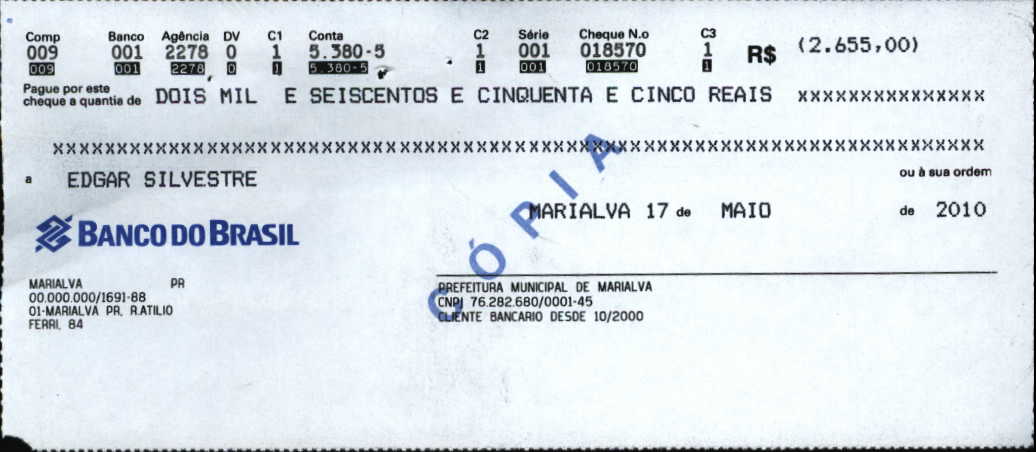 Comp Banco Agência DV C1 Conta C2 Série Cheque N.o C3
009 001 2278 0 1 5.380-5 1 001 018570 1 R$ (2.655,00)
009 001 2278 0 1 5.380-5 1 001 018570 1
Pague por este
cheque a quantia de DOIS MIL E SEISCENTOS E CINQUENTA E CINCO REAIS XXXXXXXXXXXXXXX
XXXXXXXXXXXXXXXXXXXXXXXXXXXXXXXXXXXXXXXXXXXXXXXXXXXXXXXXXXXXXXXXXXXXXXXXXXX
a EDGAR SILVESTRE ou à sua ordem
MARIALVA 17 de MAIO de 2010
BANCO DO BRASIL
CÓPIA
MARIALVA PR
00.000.000/1691-88
01-MARIALVA PR, R.ATILIO
FERRI, 84
PREFEITURA MUNICIPAL DE MARIALVA
CNPJ 76.282.680/0001-45
CLIENTE BANCARIO DESDE 10/2000